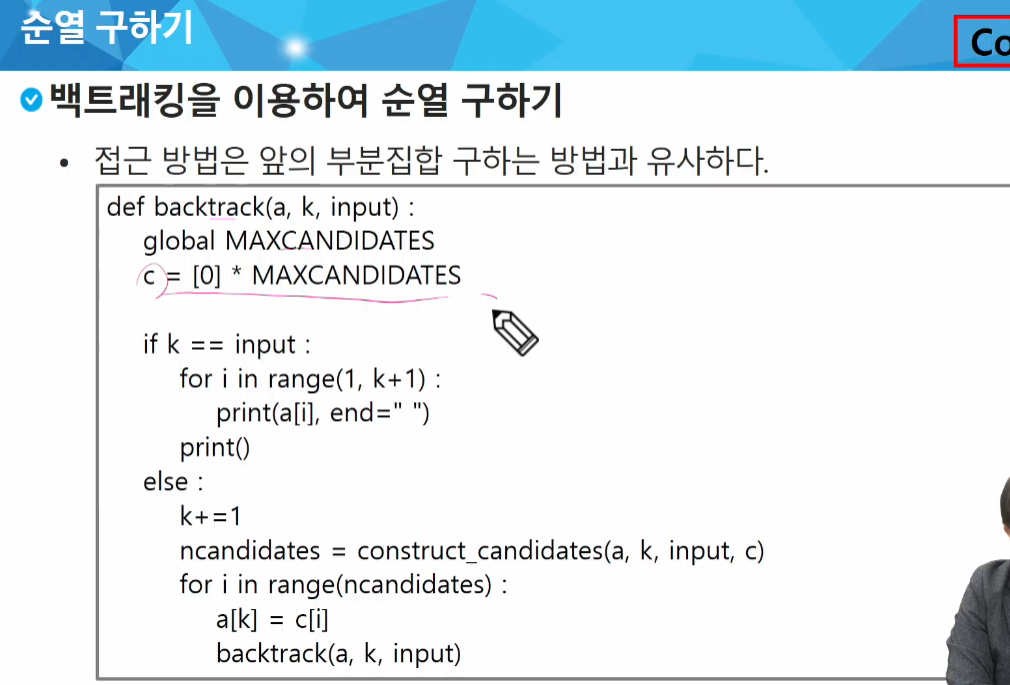 순열 구하기
Co
백트래킹을 이용하여 순열 구하기
• 접근 방법은 앞의 부분집합 구하는 방법과 유사하다.
def backtrack(a, k, input) :
global MAXCANDIDATES
c = [0] * MAXCANDIDATES
if k == input :
for i in range(1, k+1) :
print(a[i], end=" ")
print()
else :
k+=1
ncandidates = construct_candidates(a, k, input, c)
for i in range(ncandidates) :
a[k] = c[i]
backtrack(a, k, input)